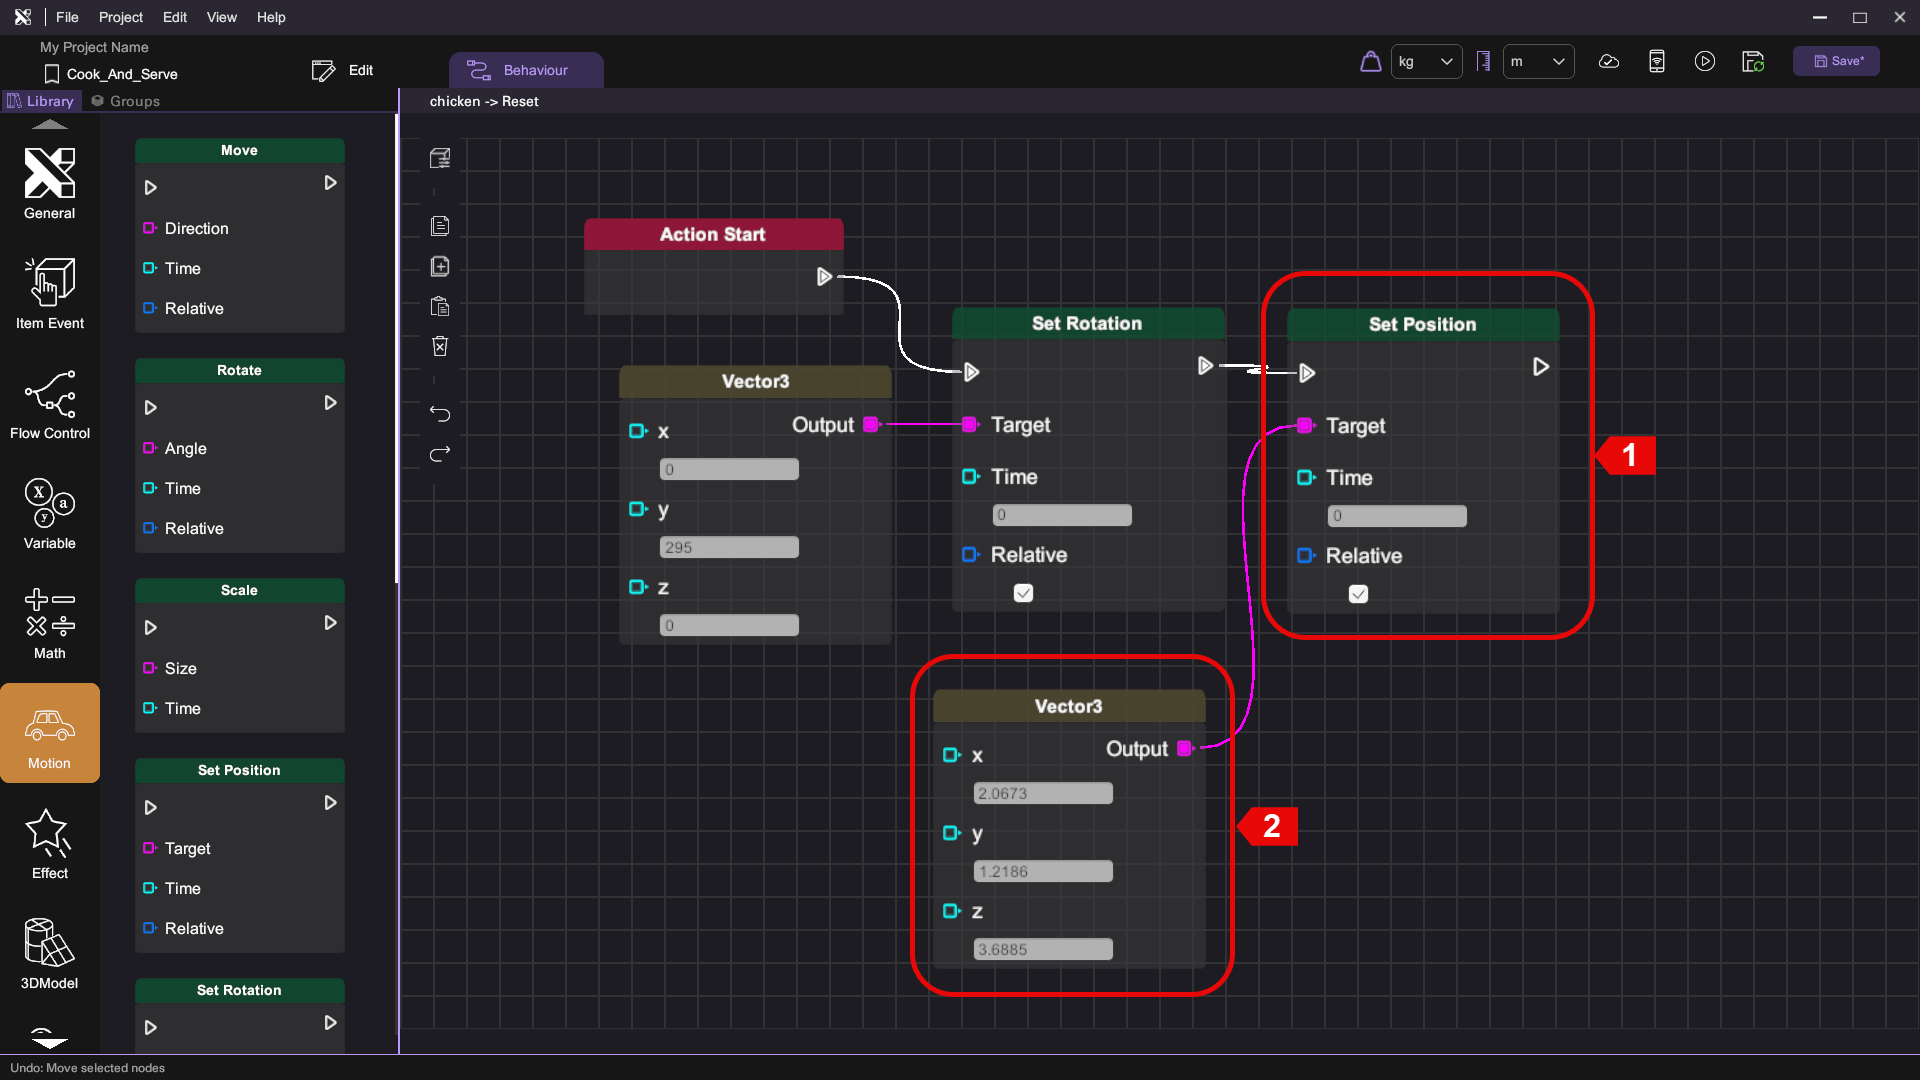 File Project Edit View Help
My Project Name
Cook_And_Serve
Edit
Behaviour
kg
m
Save*
Library
Groups
chicken -> Reset
General
Item Event
Flow Control
Variable
Math
Motion
Effect
3DModel
Move
Direction
Time
Relative
Rotate
Angle
Time
Relative
Scale
Size
Time
Set Position
Target
Time
Relative
Set Rotation
Action Start
Vector3
Output
x
0
y
295
z
0
Set Rotation
Target
Time
0
Relative
Set Position
Target
Time
0
Relative
1
Vector3
Output
x
2.0673
y
1.2186
z
3.6885
2
Undo: Move selected nodes